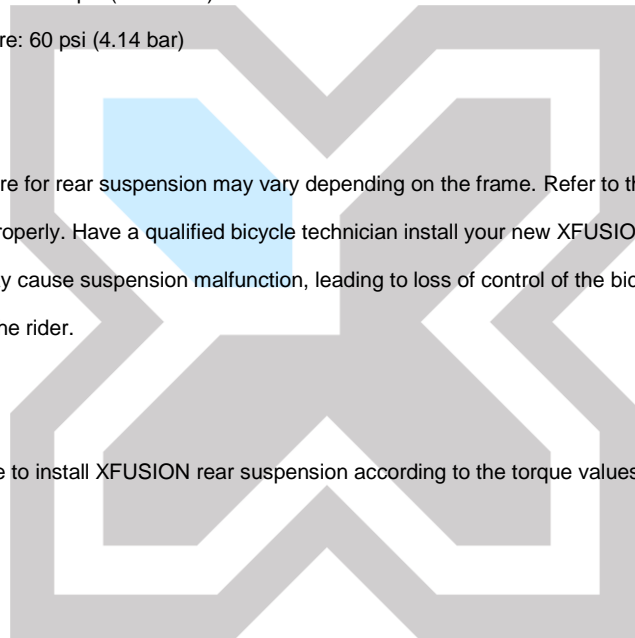 re: 60 psi (4.14 bar)
re for rear suspension may vary depending on the frame. Refer to th
roperly. Have a qualified bicycle technician install your new XFUSIO
y cause suspension malfunction, leading to loss of control of the bic
he rider.
e to install XFUSION rear suspension according to the torque values